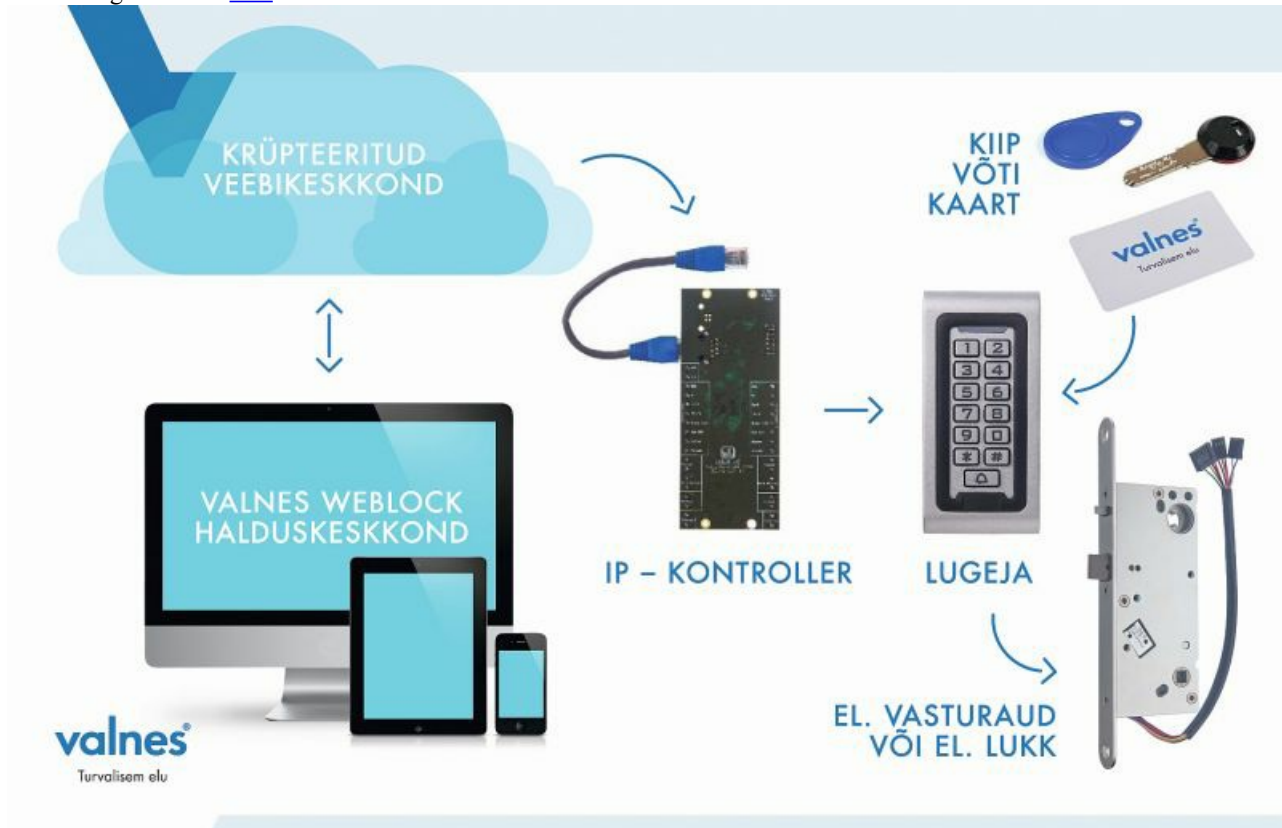 KRÜPTEERITUD
VEEBIKESKKOND
KIIP
VÕTI
KAART
valnes
Turvalisem elu
1 2
3 4
5 6
7 8
9 0
* #
VALNES WEBLOCK
HALDUSKESKKOND
IP – KONTROLLER
LUGEJA
EL. VASTURAUD
VÕI EL. LUKK
valnes®
Turvalisem elu